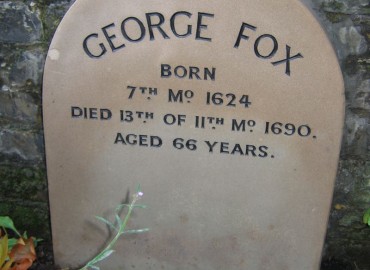 GEORGE FOX
BORN
7TH MO 1624
DIED 13TH OF 11TH MO 1690.
AGED 66 YEARS.